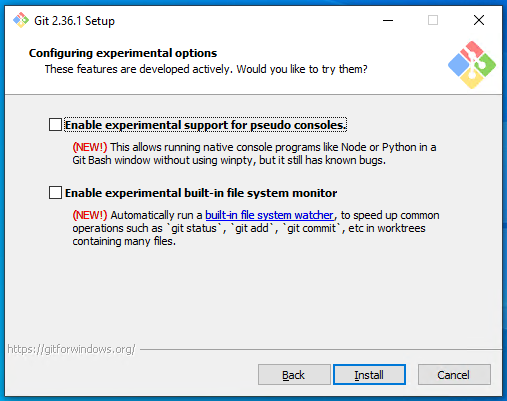 Git 2.36.1 Setup
Configuring experimental options
These features are developed actively. Would you like to try them?
Enable experimental support for pseudo consoles.
(NEW!) This allows running native console programs like Node or Python in a
Git Bash window without using winpty, but it still has known bugs.
Enable experimental built-in file system monitor
(NEW!) Automatically run a built-in file system watcher, to speed up common
operations such as `git status`, `git add`, `git commit`, etc in worktrees
containing many files.
https://gitforwindows.org/
Back Install Cancel